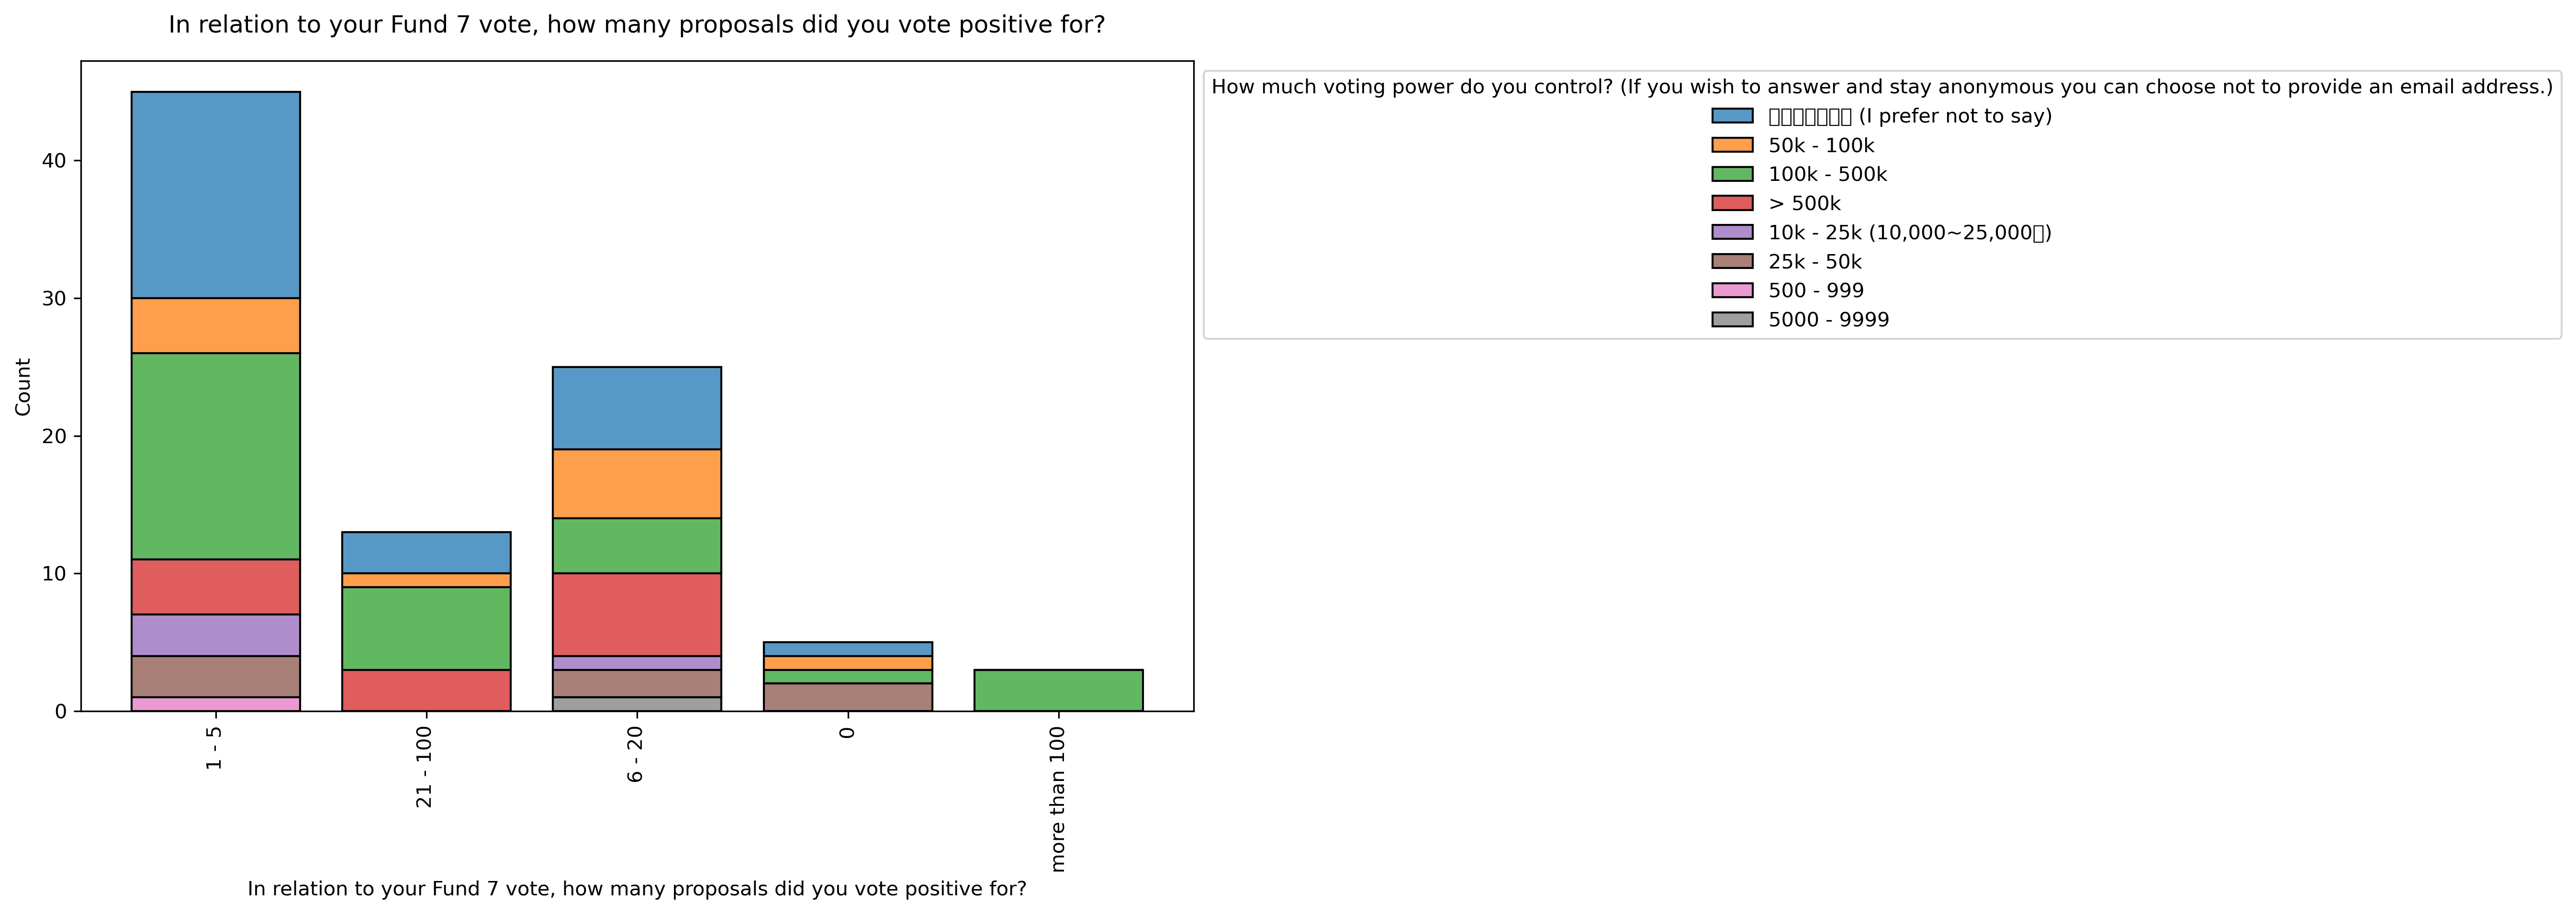 In relation to your Fund 7 vote, how many proposals did you vote positive for?
How much voting power do you control? (If you wish to answer and stay anonymous you can choose not to provide an email address.)
(I prefer not to say)
50k - 100k
100k - 500k
> 500k
10k - 25k (10,000~25,000)
25k - 50k
500 - 999
5000 - 9999
Count
40
30
20
10
0
1 - 5
21 - 100
6 - 20
0
more than 100
In relation to your Fund 7 vote, how many proposals did you vote positive for?